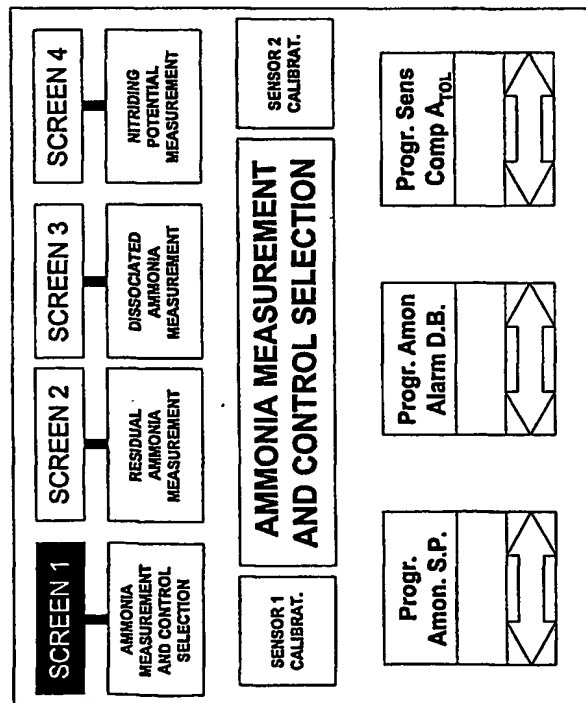 SCREEN 1
SCREEN 2
SCREEN 3
SCREEN 4
AMMONIA
MEASUREMENT
AND CONTROL
SELECTION
RESIDUAL
AMMONIA
MEASUREMENT
DISSOCIATED
AMMONIA
MEASUREMENT
NITRIDING
POTENTIAL
MEASUREMENT
SENSOR 1
CALIBRAT.
AMMONIA MEASUREMENT
AND CONTROL SELECTION
SENSOR 2
CALIBRAT.
Progr.
Amon. S.P.
Progr. Amon
Alarm D.B.
Progr. Sens
Comp ATOL